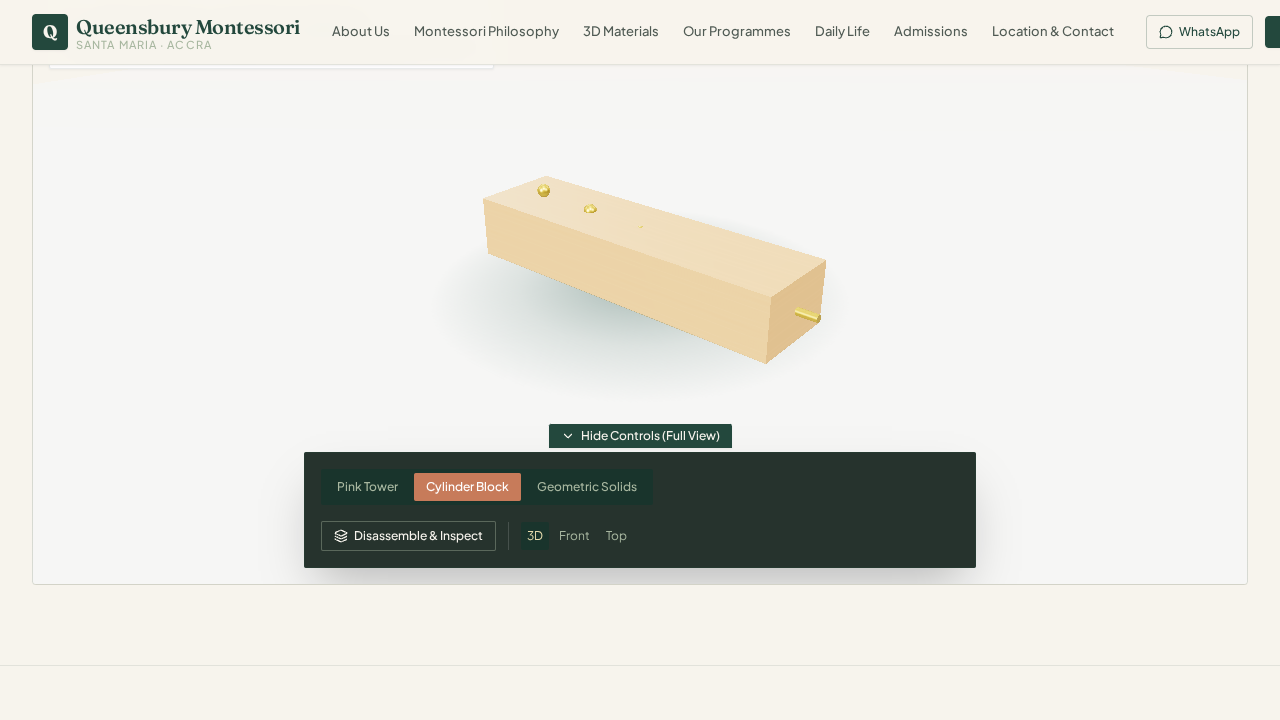 Q
Queensbury Montessori
SANTA MARIA · ACCRA
About Us
Montessori Philosophy
3D Materials
Our Programmes
Daily Life
Admissions
Location & Contact
WhatsApp
Hide Controls (Full View)
Pink Tower
Cylinder Block
Geometric Solids
Disassemble & Inspect
3D
Front
Top